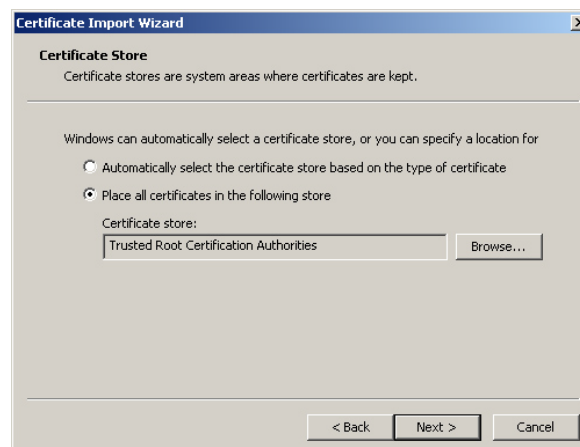 Certificate Import Wizard
Certificate Store
Certificate stores are system areas where certificates are kept.
Windows can automatically select a certificate store, or you can specify a location for
Automatically select the certificate store based on the type of certificate
Place all certificates in the following store
Certificate store:
Trusted Root Certification Authorities
Browse...
< Back
Next >
Cancel